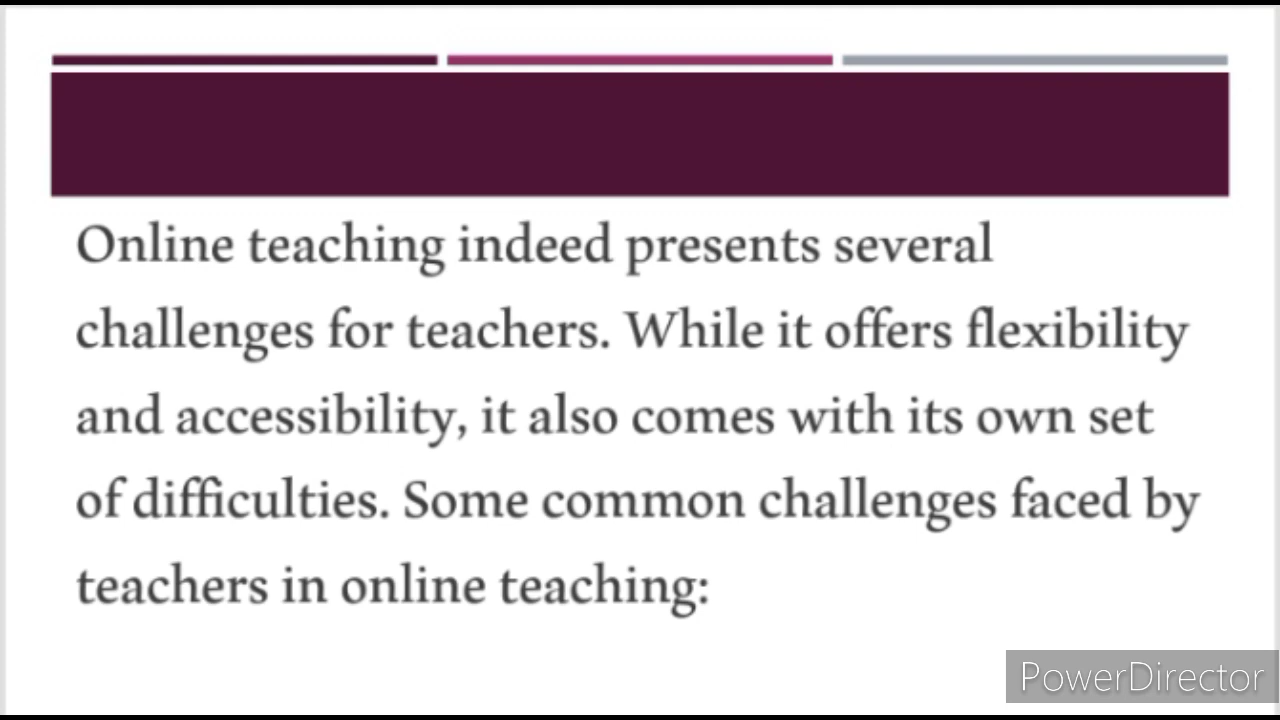 Online teaching indeed presents several
challenges for teachers. While it offers flexibility
and accessibility, it also comes with its own set
of difficulties. Some common challenges faced by
teachers in online teaching:
PowerDirector